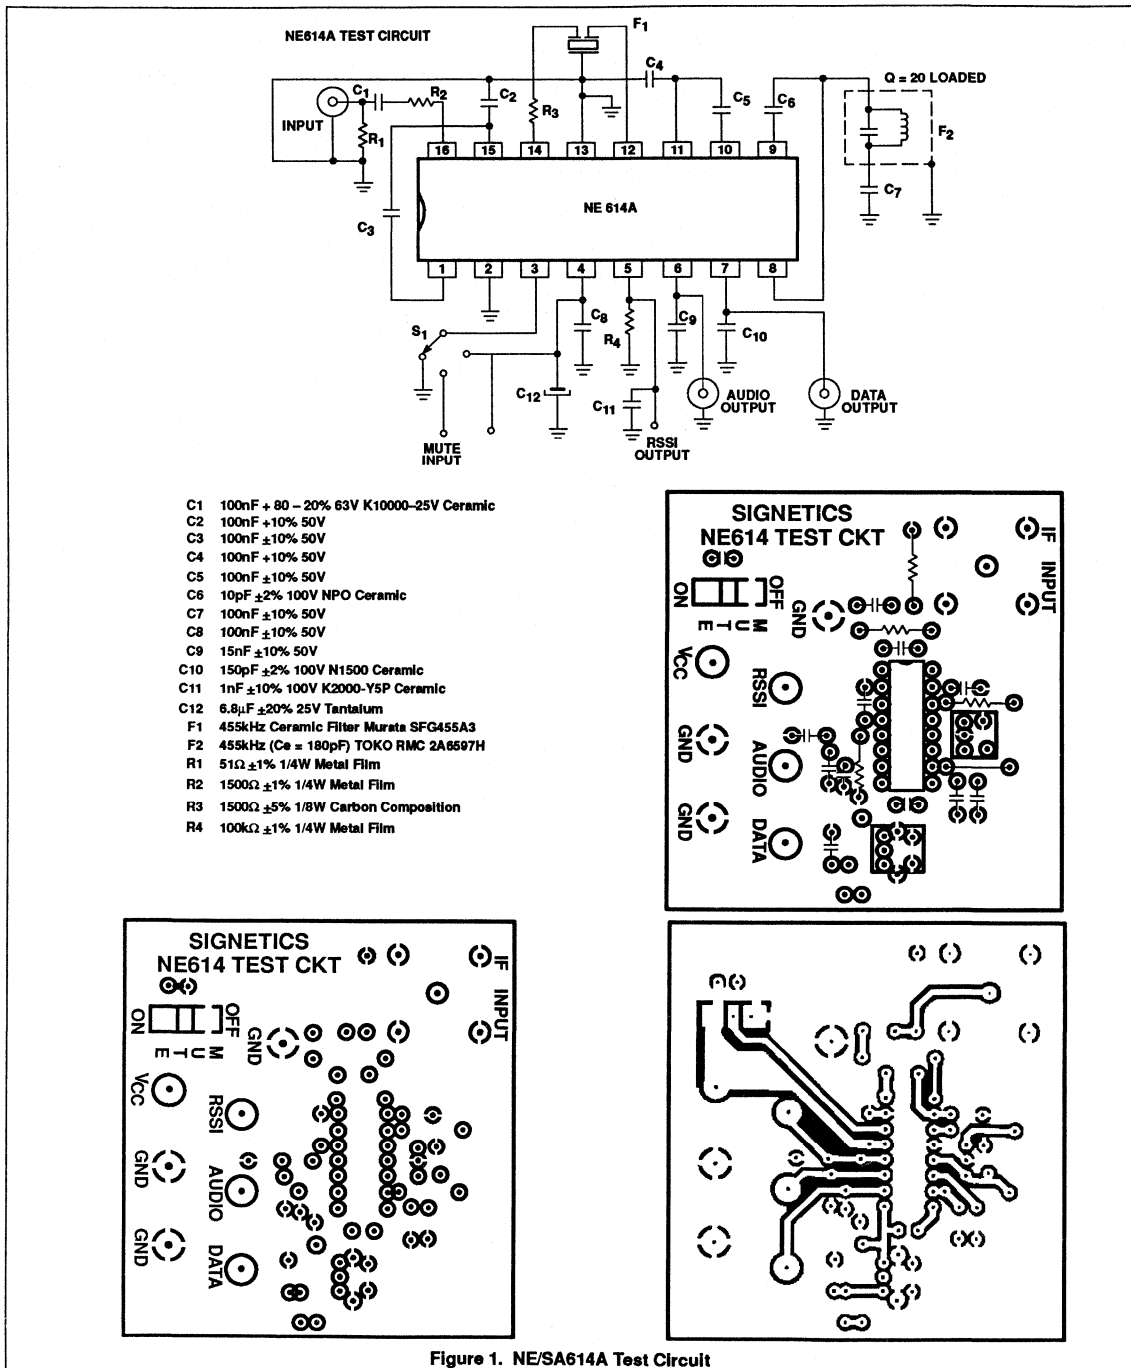 NE614A TEST CIRCUIT
F1
C4
Q = 20 LOADED
C1
R2
C2
R3
C5
C6
F2
INPUT
R1
16 15 14 13 12 11 10 9
C7
NE 614A
C3
1 2 3 4 5 6 7 8
S1
C8
R4
C9
C10
C12
C11
AUDIO
OUTPUT
DATA
OUTPUT
MUTE
INPUT
RSSI
OUTPUT
C1 100nF + 80 – 20% 63V K10000–25V Ceramic
C2 100nF +10% 50V
C3 100nF ±10% 50V
C4 100nF +10% 50V
C5 100nF ±10% 50V
C6 10pF ±2% 100V NPO Ceramic
C7 100nF ±10% 50V
C8 100nF ±10% 50V
C9 15nF ±10% 50V
C10 150pF ±2% 100V N1500 Ceramic
C11 1nF ±10% 100V K2000-Y5P Ceramic
C12 6.8µF ±20% 25V Tantalum
F1 455kHz Ceramic Filter Murata SFG455A3
F2 455kHz (Ce = 180pF) TOKO RMC 2A6597H
R1 51Ω ±1% 1/4W Metal Film
R2 1500Ω ±1% 1/4W Metal Film
R3 1500Ω ±5% 1/8W Carbon Composition
R4 100kΩ ±1% 1/4W Metal Film
SIGNETICS
NE614 TEST CKT
IF INPUT
ON
OFF
MUTE
GND
VCC
RSSI
GND
AUDIO
GND
DATA
SIGNETICS
NE614 TEST CKT
IF INPUT
ON
OFF
MUTE
GND
VCC
RSSI
GND
AUDIO
GND
DATA
Figure 1. NE/SA614A Test Circuit